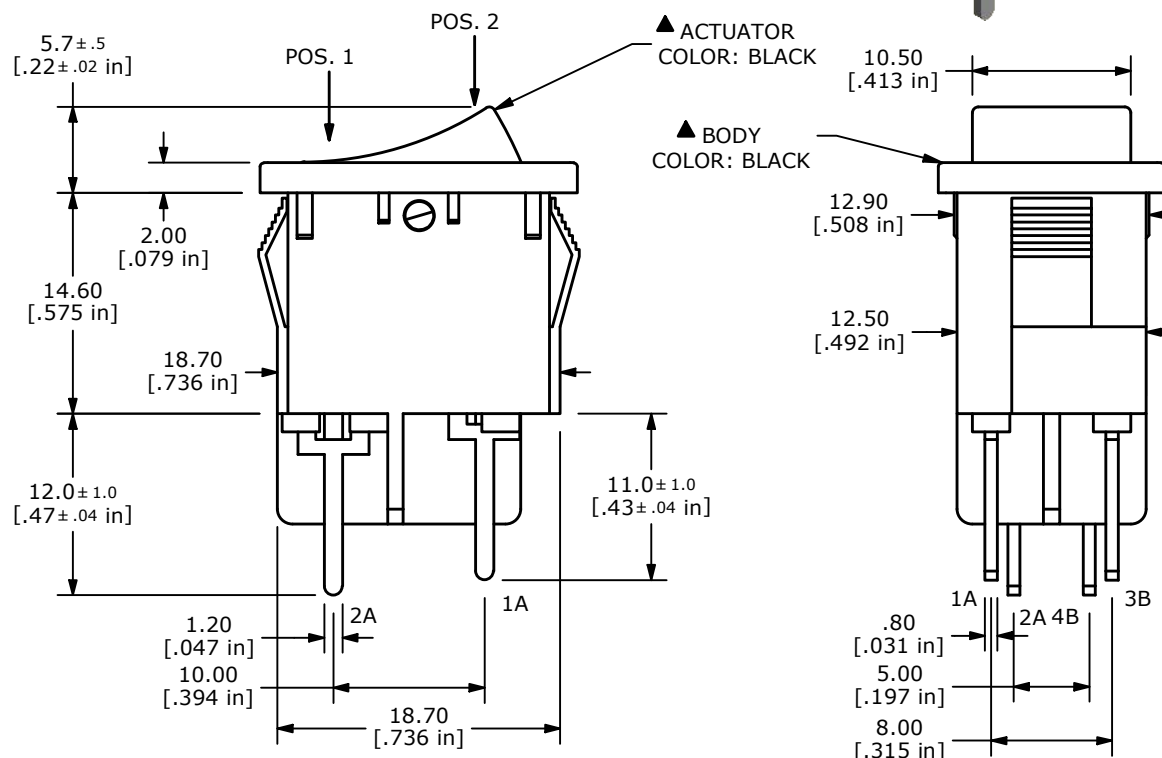 POS. 2
POS. 1
5.7±.5
[.22±.02 in]
▲ ACTUATOR
COLOR: BLACK
10.50
[.413 in]
▲ BODY
COLOR: BLACK
2.00
[.079 in]
12.90
[.508 in]
14.60
[.575 in]
12.50
[.492 in]
18.70
[.736 in]
12.0±1.0
[.47±.04 in]
11.0±1.0
[.43±.04 in]
2A
1A
1.20
[.047 in]
10.00
[.394 in]
18.70
[.736 in]
1A
2A 4B
3B
.80
[.031 in]
5.00
[.197 in]
8.00
[.315 in]